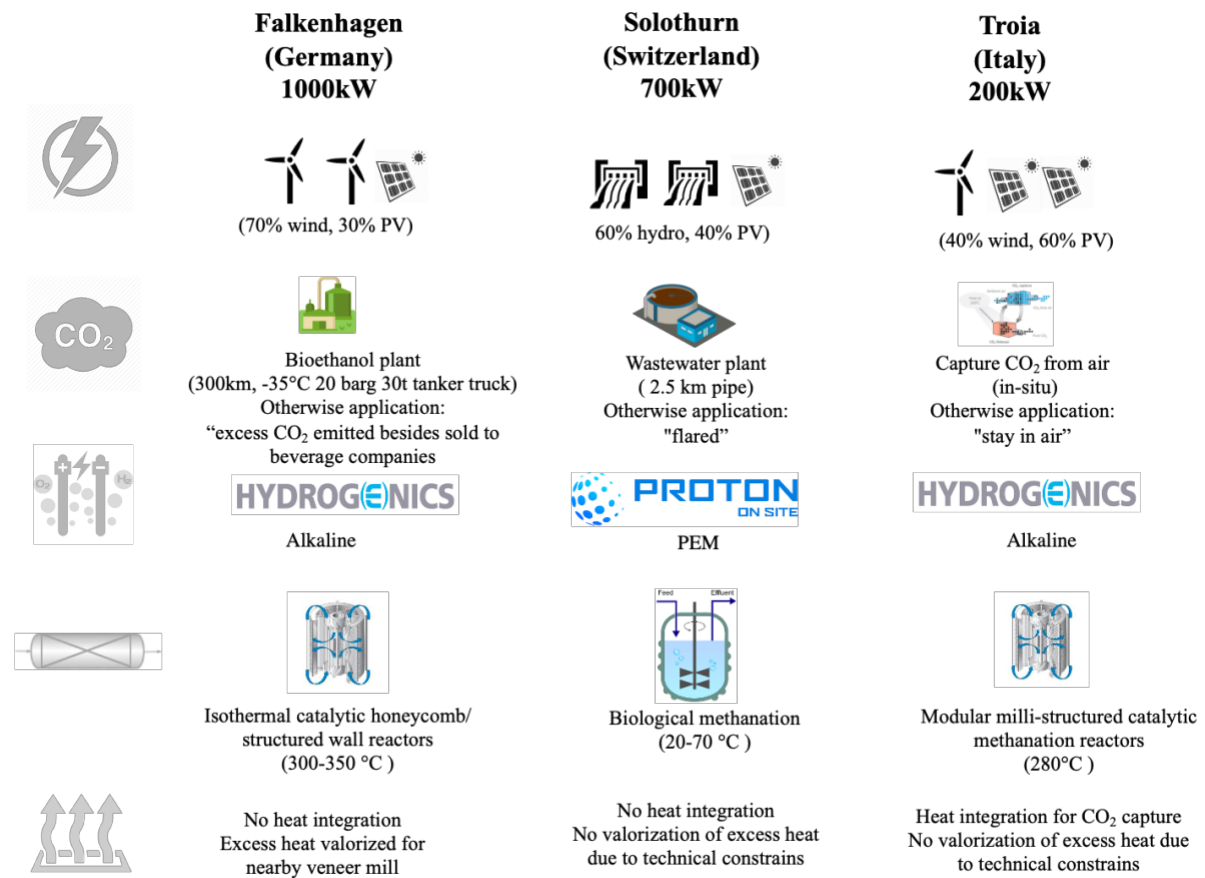 Falkenhagen
(Germany)
1000kW
Solothurn
(Switzerland)
700kW
Troia
(Italy)
200kW
(70% wind, 30% PV)
60% hydro, 40% PV)
(40% wind, 60% PV)
CO₂
Bioethanol plant
(300km, -35°C 20 barg 30t tanker truck)
Otherwise application:
“excess CO₂ emitted besides sold to
beverage companies
Wastewater plant
( 2.5 km pipe)
Otherwise application:
"flared”
Capture CO₂ from air
(in-situ)
Otherwise application:
"stay in air”
O₂
H₂
HYDROGENICS
Alkaline
PROTON
ON SITE
PEM
HYDROGENICS
Alkaline
Isothermal catalytic honeycomb/
structured wall reactors
(300-350 °C )
Feed
Effluent
Biological methanation
(20-70 °C )
Modular milli-structured catalytic
methanation reactors
(280°C )
No heat integration
Excess heat valorized for
nearby veneer mill
No heat integration
No valorization of excess heat
due to technical constrains
Heat integration for CO₂ capture
No valorization of excess heat due
to technical constrains